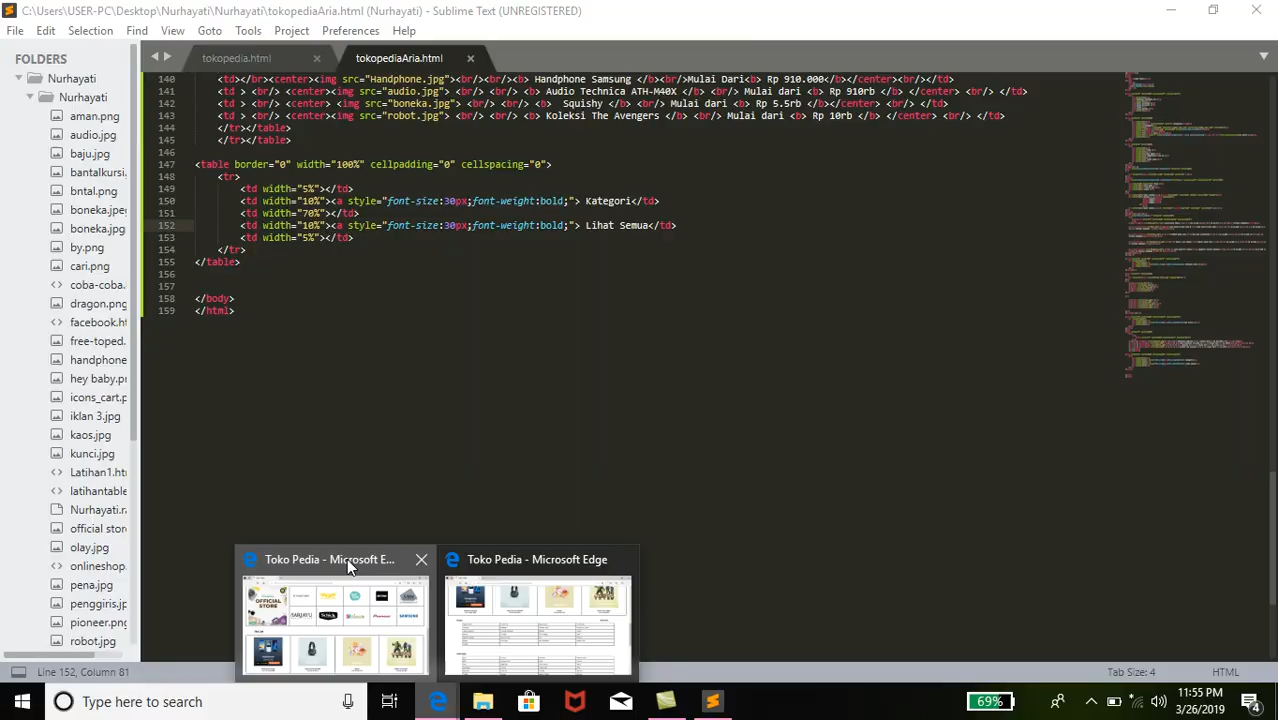 C:\Users\USER-PC\Desktop\Nurhayati\Nurhayati\tokopediaAria.html (Nurhayati) - Sublime Text (UNREGISTERED)
File Edit Selection Find View Goto Tools Project Preferences Help
FOLDERS
Nurhayati
Nurhayati
aman.png
audio.jpg
baju.jpg
bantalkursi.
bntal.png
boneka.jpeg
boneka.jpg
by.png
cari.png
cobe-coba.
dragon.png
facebook.ht
free-toped.
handphone
hey baby.pn
icons_cart.p
iklan 3.jpg
kaos.jpg
kunci.jpg
Latihan1.htr
latihantable
Nurhayati.ra
official store
olay.jpg
onlineshop.
pena.jpg
penggiris.jp
pioneer.png
robot.jpg
tokopedia.html
tokopediaAria.html
140 <td></br><center><img src="Handphone.jpg"><br/><br/><b> Handphone Samsung </b><br/>Mulai Dari<b> Rp 910.000</b></center><br/></td>
141 <td > <br/> <center><img src="audio.jpg"> <br/> <br/> <b> Audio Technica ATH-M40X </b> <br/> Mulai dari <b> Rp 910rb </b> </center> <br/> </td>
142 <td > <br/> <center> <img src="boneka.jpg"> <br/> <br/> <b> Squishy </b> <br/> Mulai dari <b> Rp 5.91rb </b></center> <br/> </td>
143 <td > <br/> <center> <img src="robot.jpg"> <br/> <br/> <b> Koleksi The Avengers </b> <br/> Mulai dari <b> Rp 10rb </b> </center> <br/> </td>
144 </tr></table>
145 </tr></table>
146
147 <table border="0" width="100%" cellpadding="0" cellspacing="0">
148 <tr>
149 <td width="5%"></td>
150 <td width="10%"><a style="font-size:30px;font-weight:bold;"> Kategori</td>
151 <td width="70%"></td>
152 <td width="10%"><a style="font-size:30px;font-weight:bold;"> Lihat Semua</td>
153 <td width="5%"></td>
154 </tr>
155 </table>
156
157
158 </body>
159 </html>
Toko Pedia - Microsoft E...
Toko Pedia - Microsoft Edge
OFFICIAL STORE
SAMSUNG
Line 152, Column 81
Tab Size: 4
HTML
Type here to search
69%
11:55 PM
3/26/2019
4